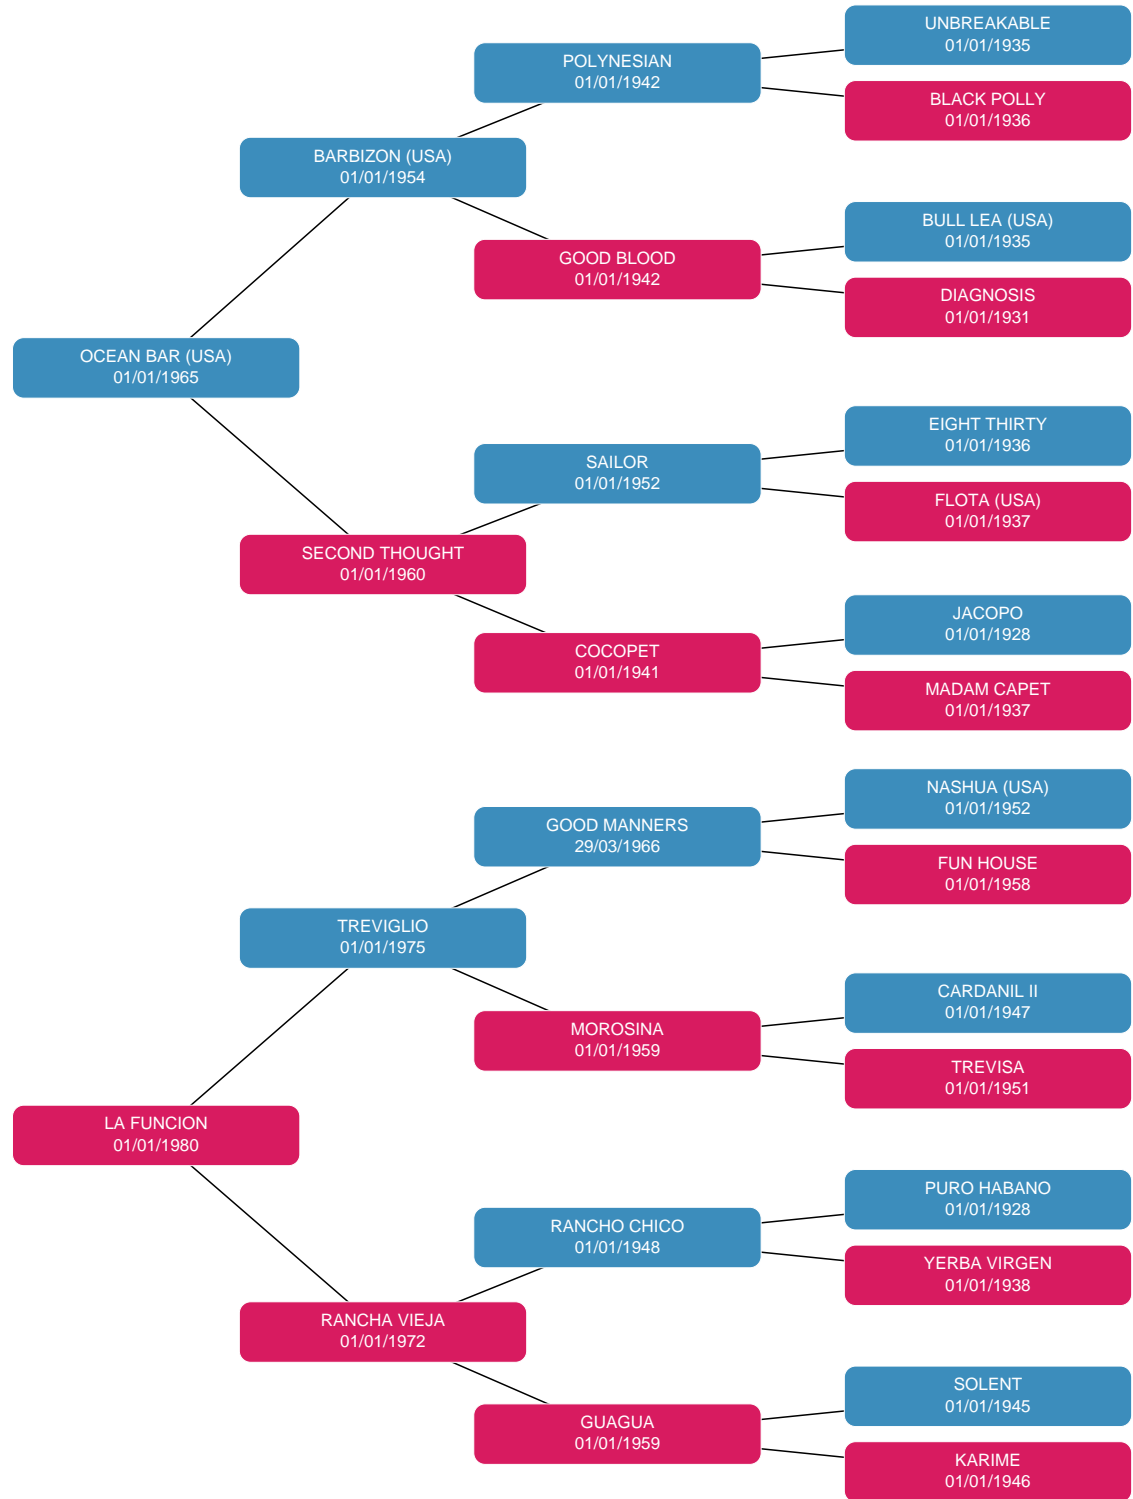 UNBREAKABLE
01/01/1935
POLYNESIAN
01/01/1942
BLACK POLLY
01/01/1936
BARBIZON (USA)
01/01/1954
BULL LEA (USA)
01/01/1935
GOOD BLOOD
01/01/1942
DIAGNOSIS
01/01/1931
OCEAN BAR (USA)
01/01/1965
EIGHT THIRTY
01/01/1936
SAILOR
01/01/1952
FLOTA (USA)
01/01/1937
SECOND THOUGHT
01/01/1960
JACOPO
01/01/1928
COCOPET
01/01/1941
MADAM CAPET
01/01/1937
NASHUA (USA)
01/01/1952
GOOD MANNERS
29/03/1966
FUN HOUSE
01/01/1958
TREVIGLIO
01/01/1975
CARDANIL II
01/01/1947
MOROSINA
01/01/1959
TREVISA
01/01/1951
LA FUNCION
01/01/1980
PURO HABANO
01/01/1928
RANCHO CHICO
01/01/1948
YERBA VIRGEN
01/01/1938
RANCHA VIEJA
01/01/1972
SOLENT
01/01/1945
GUAGUA
01/01/1959
KARIME
01/01/1946